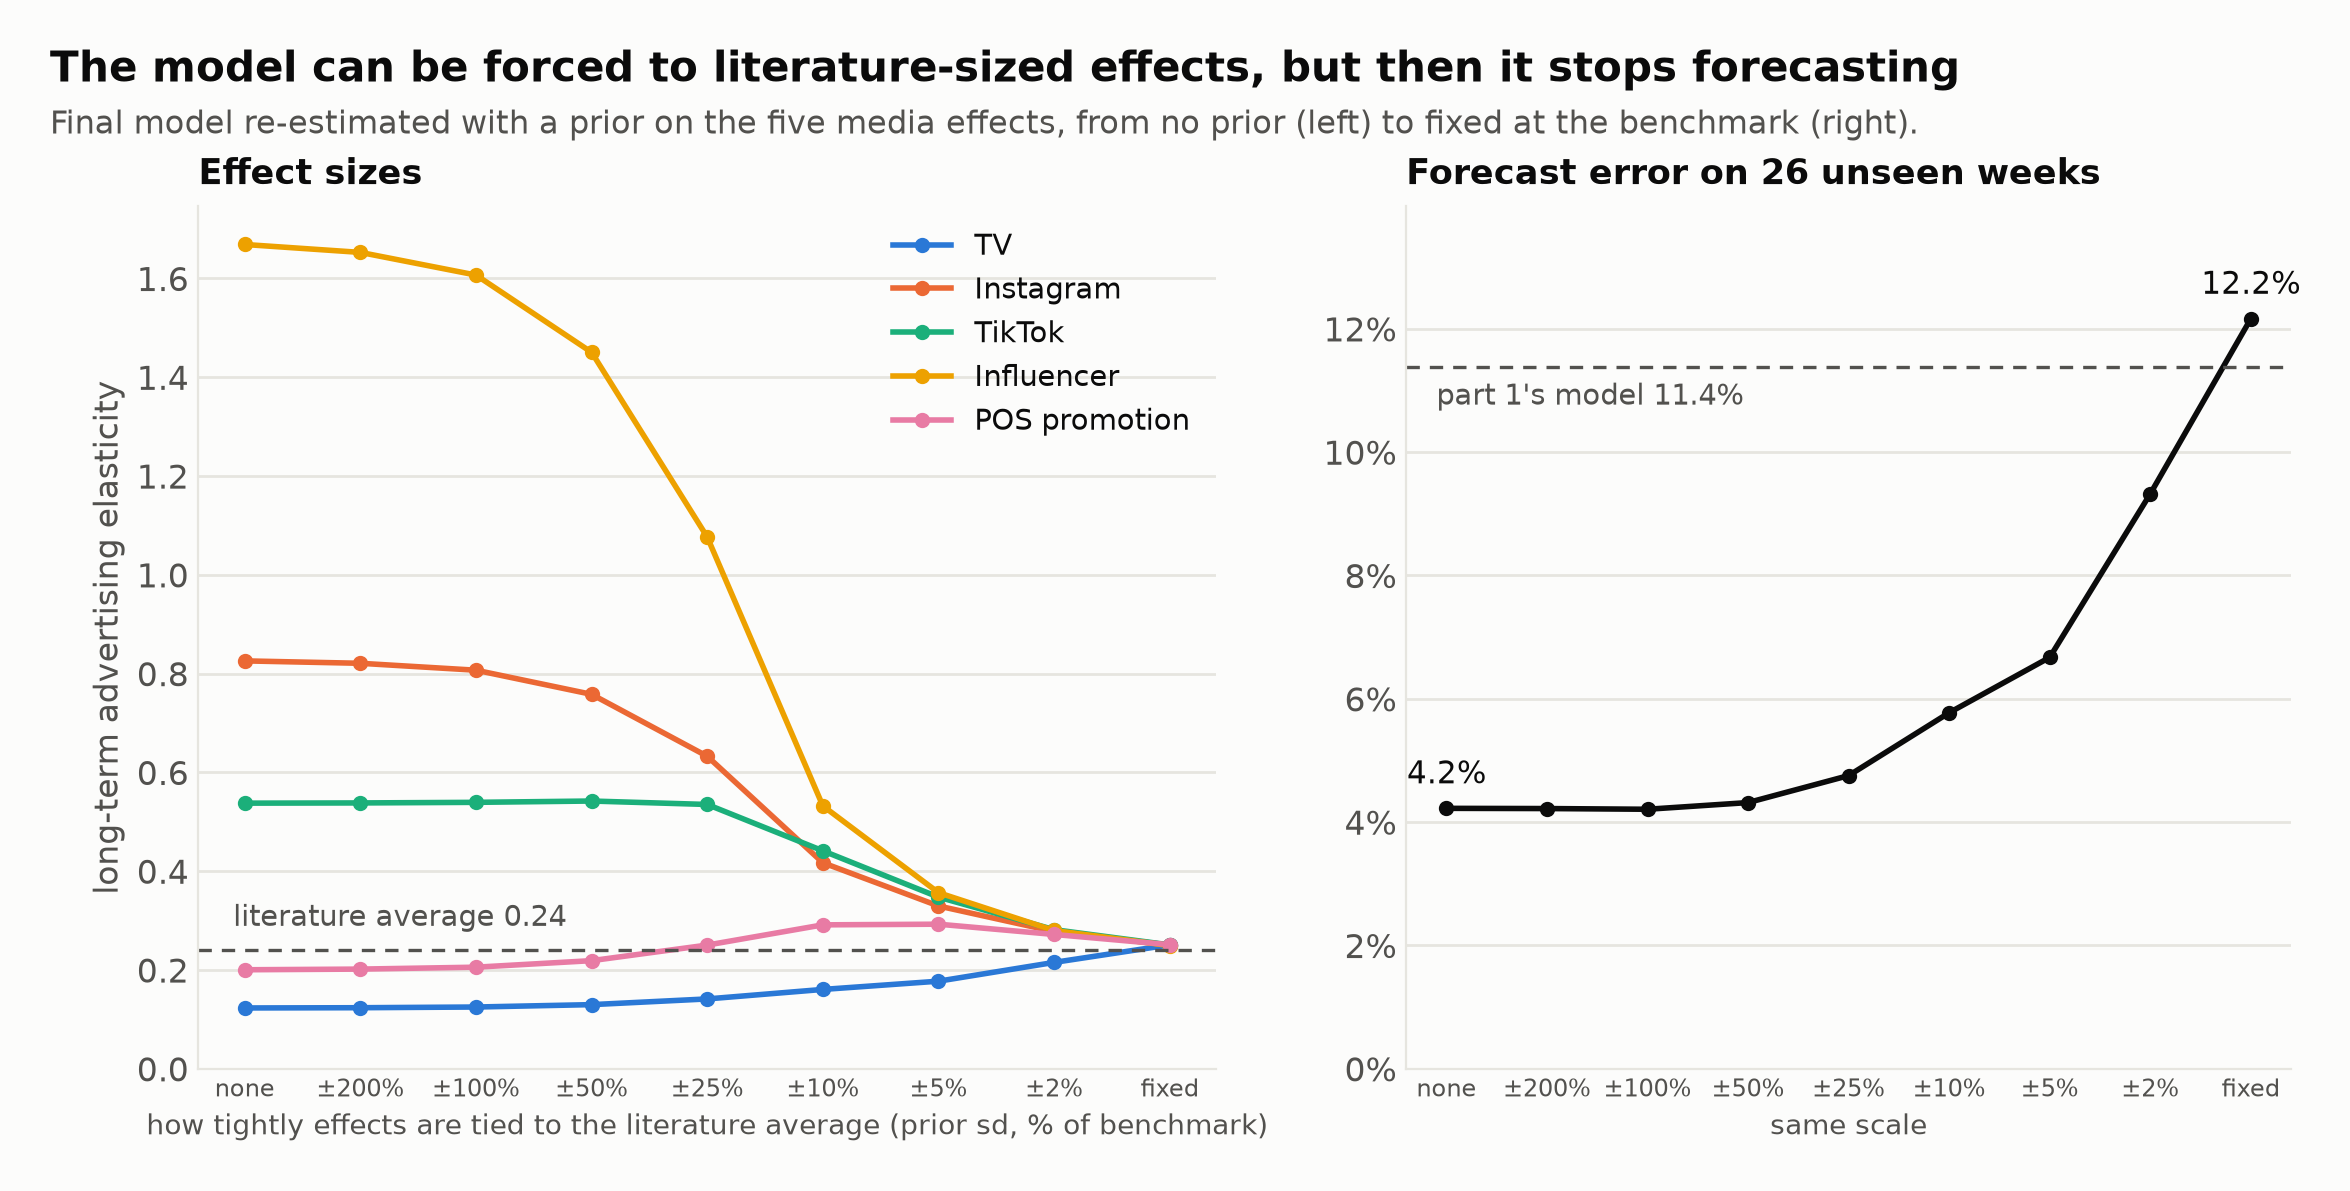 The model can be forced to literature-sized effects, but then it stops forecasting
Final model re-estimated with a prior on the five media effects, from no prior (left) to fixed at the benchmark (right).
Effect sizes
long-term advertising elasticity
1.6
1.4
1.2
1.0
0.8
0.6
0.4
0.2
0.0
TV
Instagram
TikTok
Influencer
POS promotion
literature average 0.24
none ±200% ±100% ±50% ±25% ±10% ±5% ±2% fixed
how tightly effects are tied to the literature average (prior sd, % of benchmark)
Forecast error on 26 unseen weeks
12%
10%
8%
6%
4%
2%
0%
12.2%
part 1's model 11.4%
4.2%
none ±200% ±100% ±50% ±25% ±10% ±5% ±2% fixed
same scale